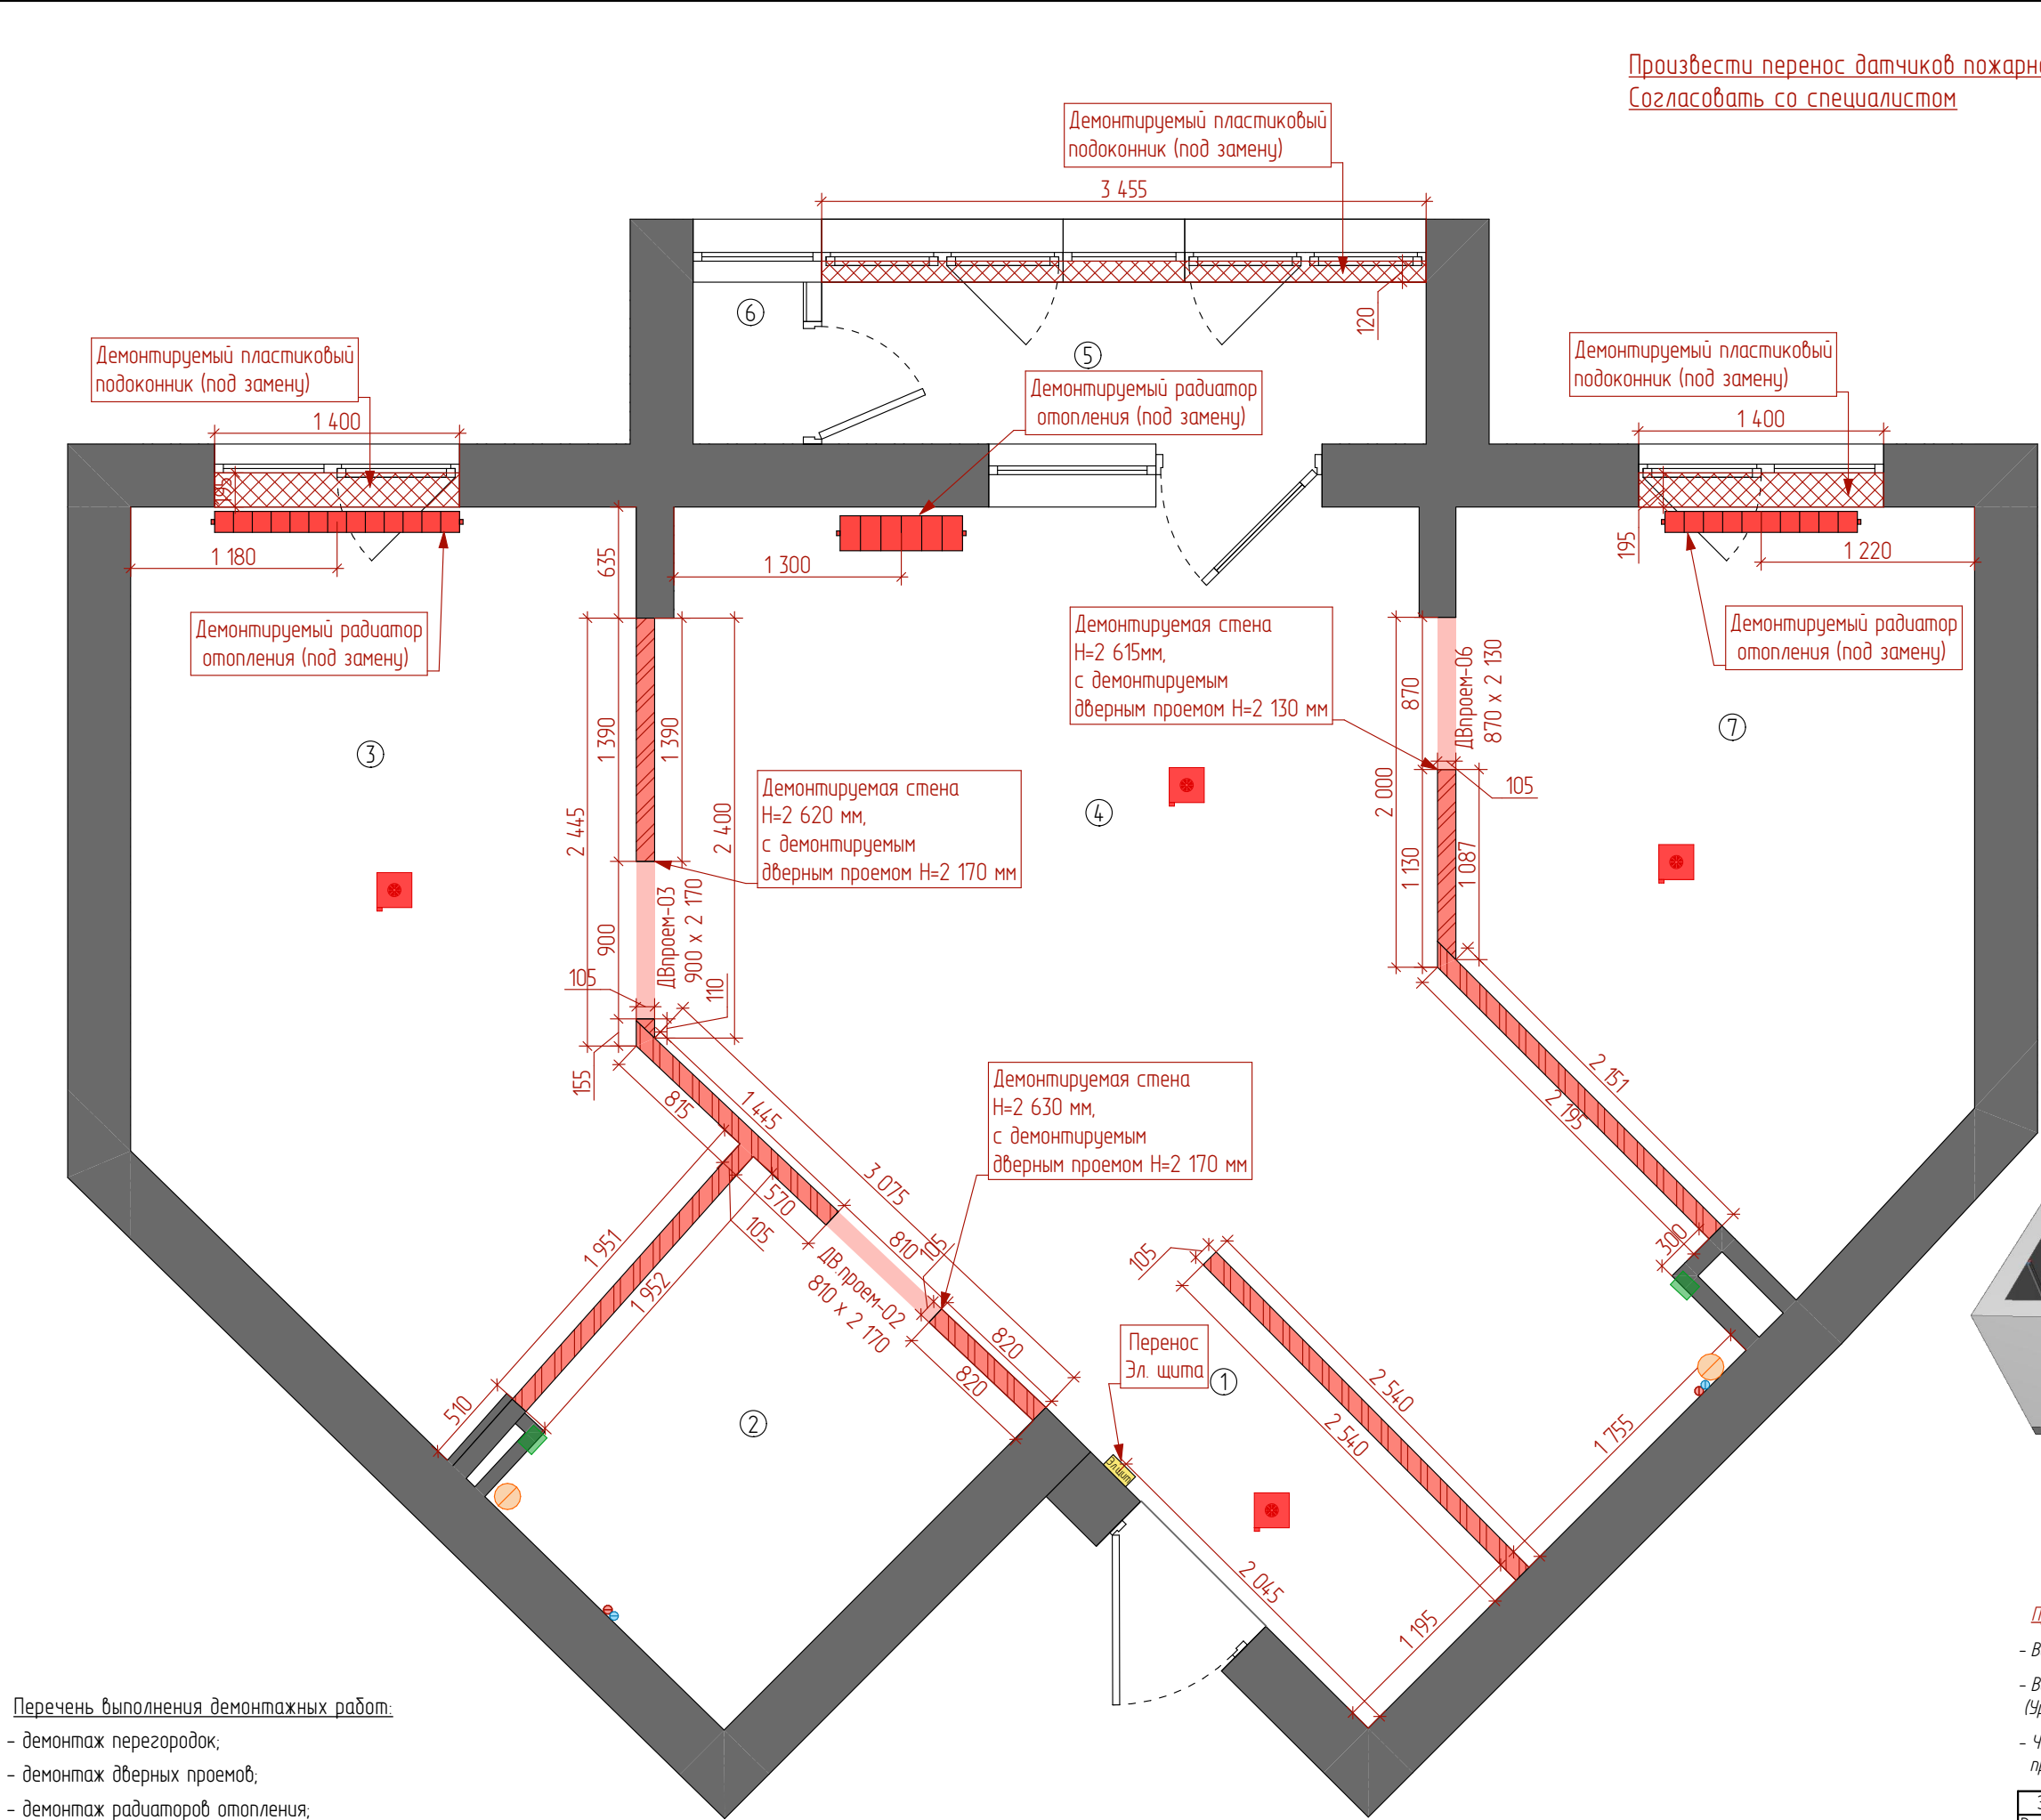 Произвести перенос датчиков пожарн
Согласовать со специалистом
Демонтируемый пластиковый
подоконник (под замену)
3 455
120
⑥
⑤
Демонтируемый пластиковый
подоконник (под замену)
1 400
195
1 180
Демонтируемый радиатор
отопления (под замену)
Демонтируемый радиатор
отопления (под замену)
1 300
635
Демонтируемый пластиковый
подоконник (под замену)
1 400
195
1 220
Демонтируемый радиатор
отопления (под замену)
Демонтируемая стена
H=2 615мм,
с демонтируемым
дверным проемом H=2 130 мм
870
ДВпроем-06
870 x 2 130
2 000
105
1 130
1 087
③
④
⑦
1 390
1 390
2 445
2 400
Демонтируемая стена
H=2 620 мм,
с демонтируемым
дверным проемом H=2 170 мм
900
ДВпроем-03
900 x 2 170
105
110
155
815
1 445
3 075
Демонтируемая стена
H=2 630 мм,
с демонтируемым
дверным проемом H=2 170 мм
2 151
2 195
300
570
105
1 951
1 952
810
105
ДВ.проем-02
810 x 2 170
820
820
510
②
105
Перенос
Эл. щита
①
Эл.щит
2 540
2 540
1 755
2 045
1 195
Перечень выполнения демонтажных работ:
- демонтаж перегородок;
- демонтаж дверных проемов;
- демонтаж радиаторов отопления;
П
- В
- В
- Ч